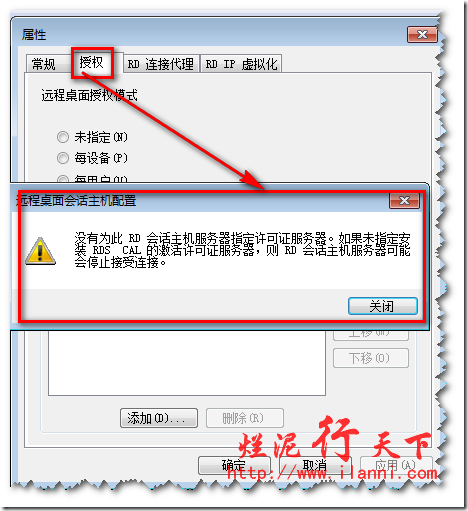 属性
常规
授权
RD 连接代理
RD IP 虚拟化
远程桌面授权模式
未指定(N)
每设备(P)
每用户(U)
远程桌面会话主机配置
没有为此 RD 会话主机服务器指定许可证服务器。如果未指定安
装 RDS CAL 的激活许可证服务器，则 RD 会话主机服务器可能
会停止接受连接。
关闭
上移(M)
下移(O)
添加(D)...
删除(R)
确定
取消
应用(A)
烂泥行天下
http://www.ilanni.com